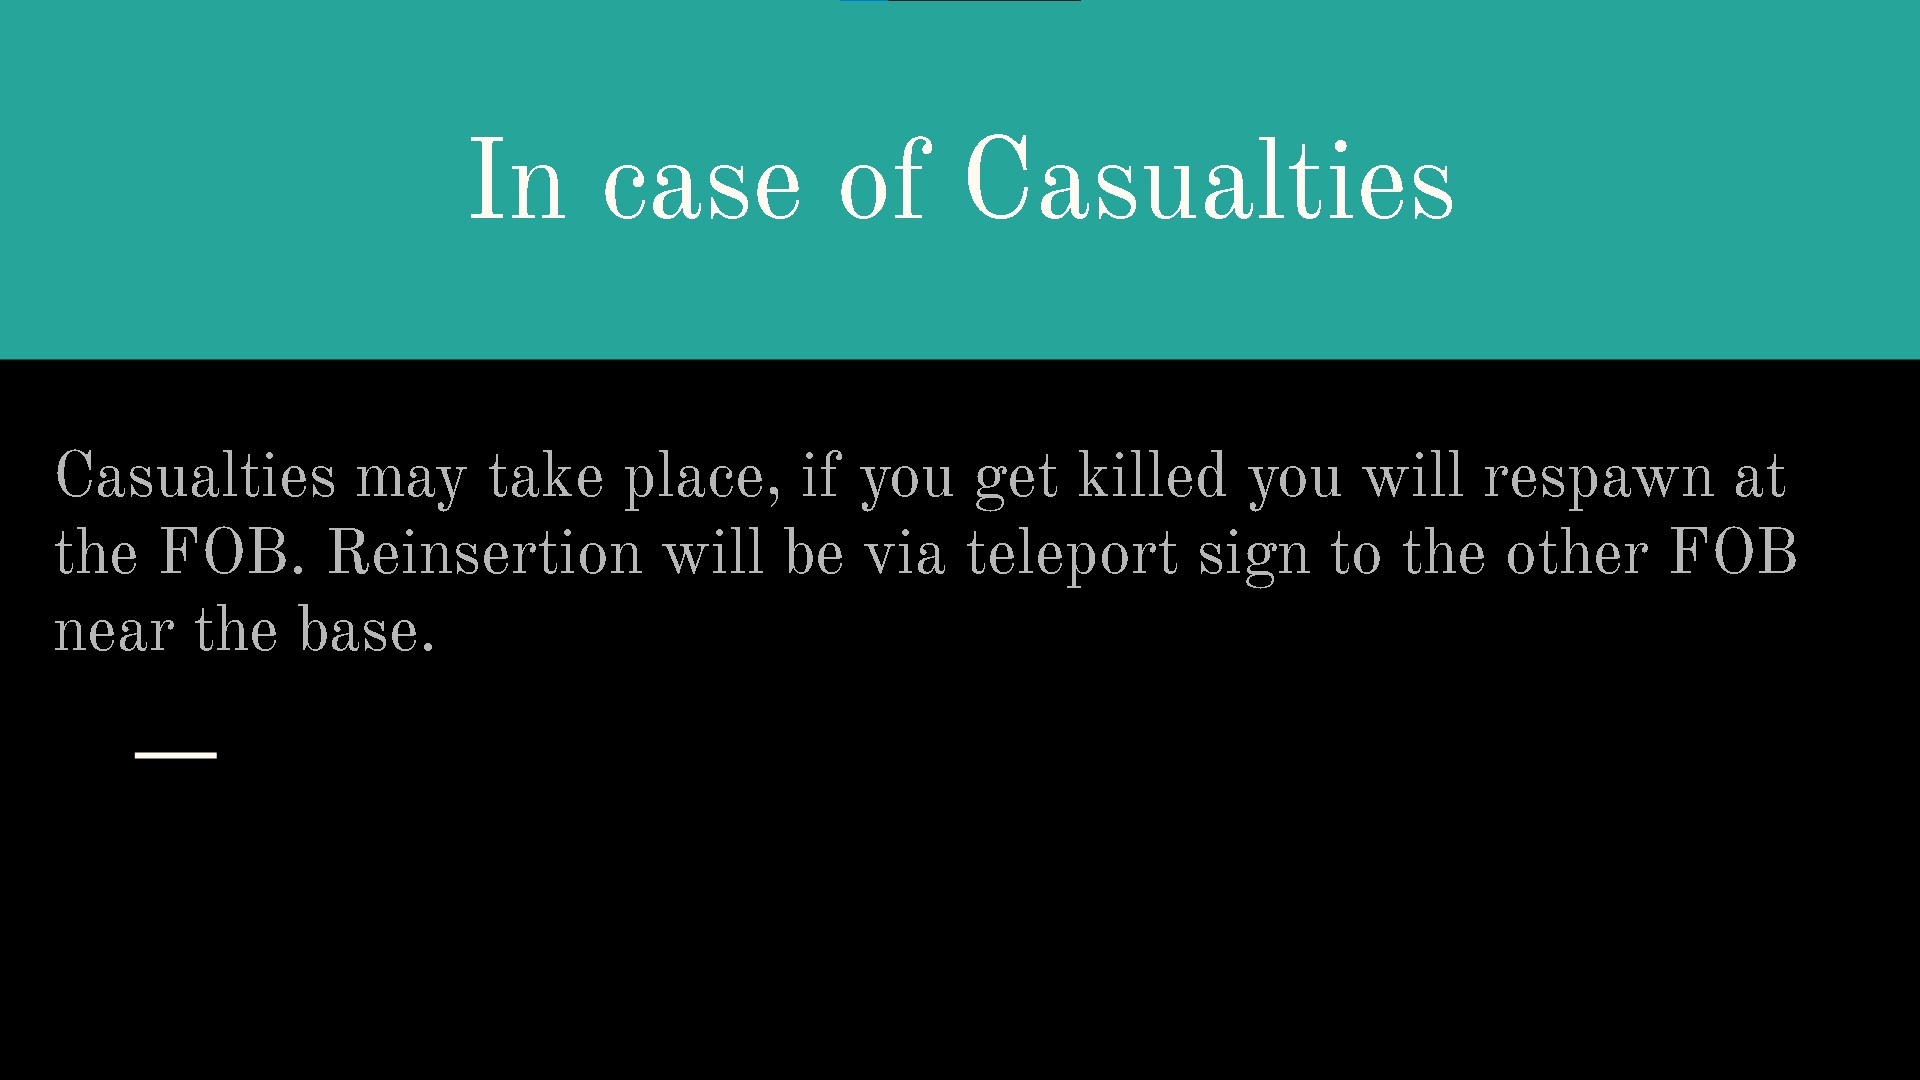 In case of Casualties
Casualties may take place, if you get killed you will respawn at
the FOB. Reinsertion will be via teleport sign to the other FOB
near the base.